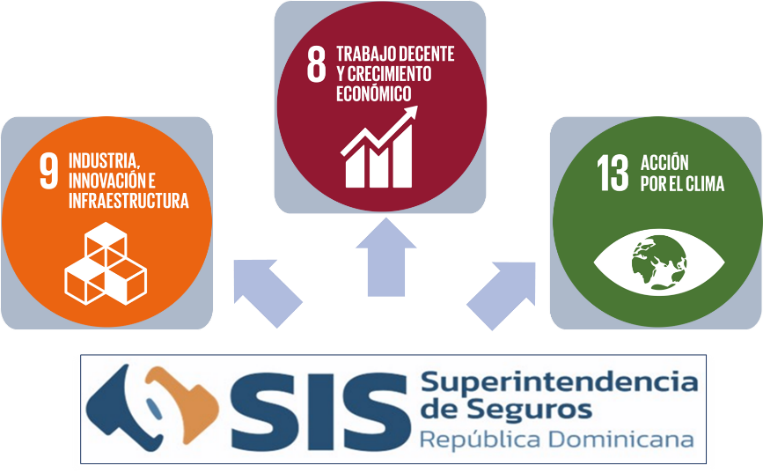 8 TRABAJO DECENTE
Y CRECIMIENTO
ECONÓMICO
9 INDUSTRIA,
INNOVACIÓN E
INFRAESTRUCTURA
13 ACCIÓN
POR EL CLIMA
SIS
Superintendencia
de Seguros
República Dominicana